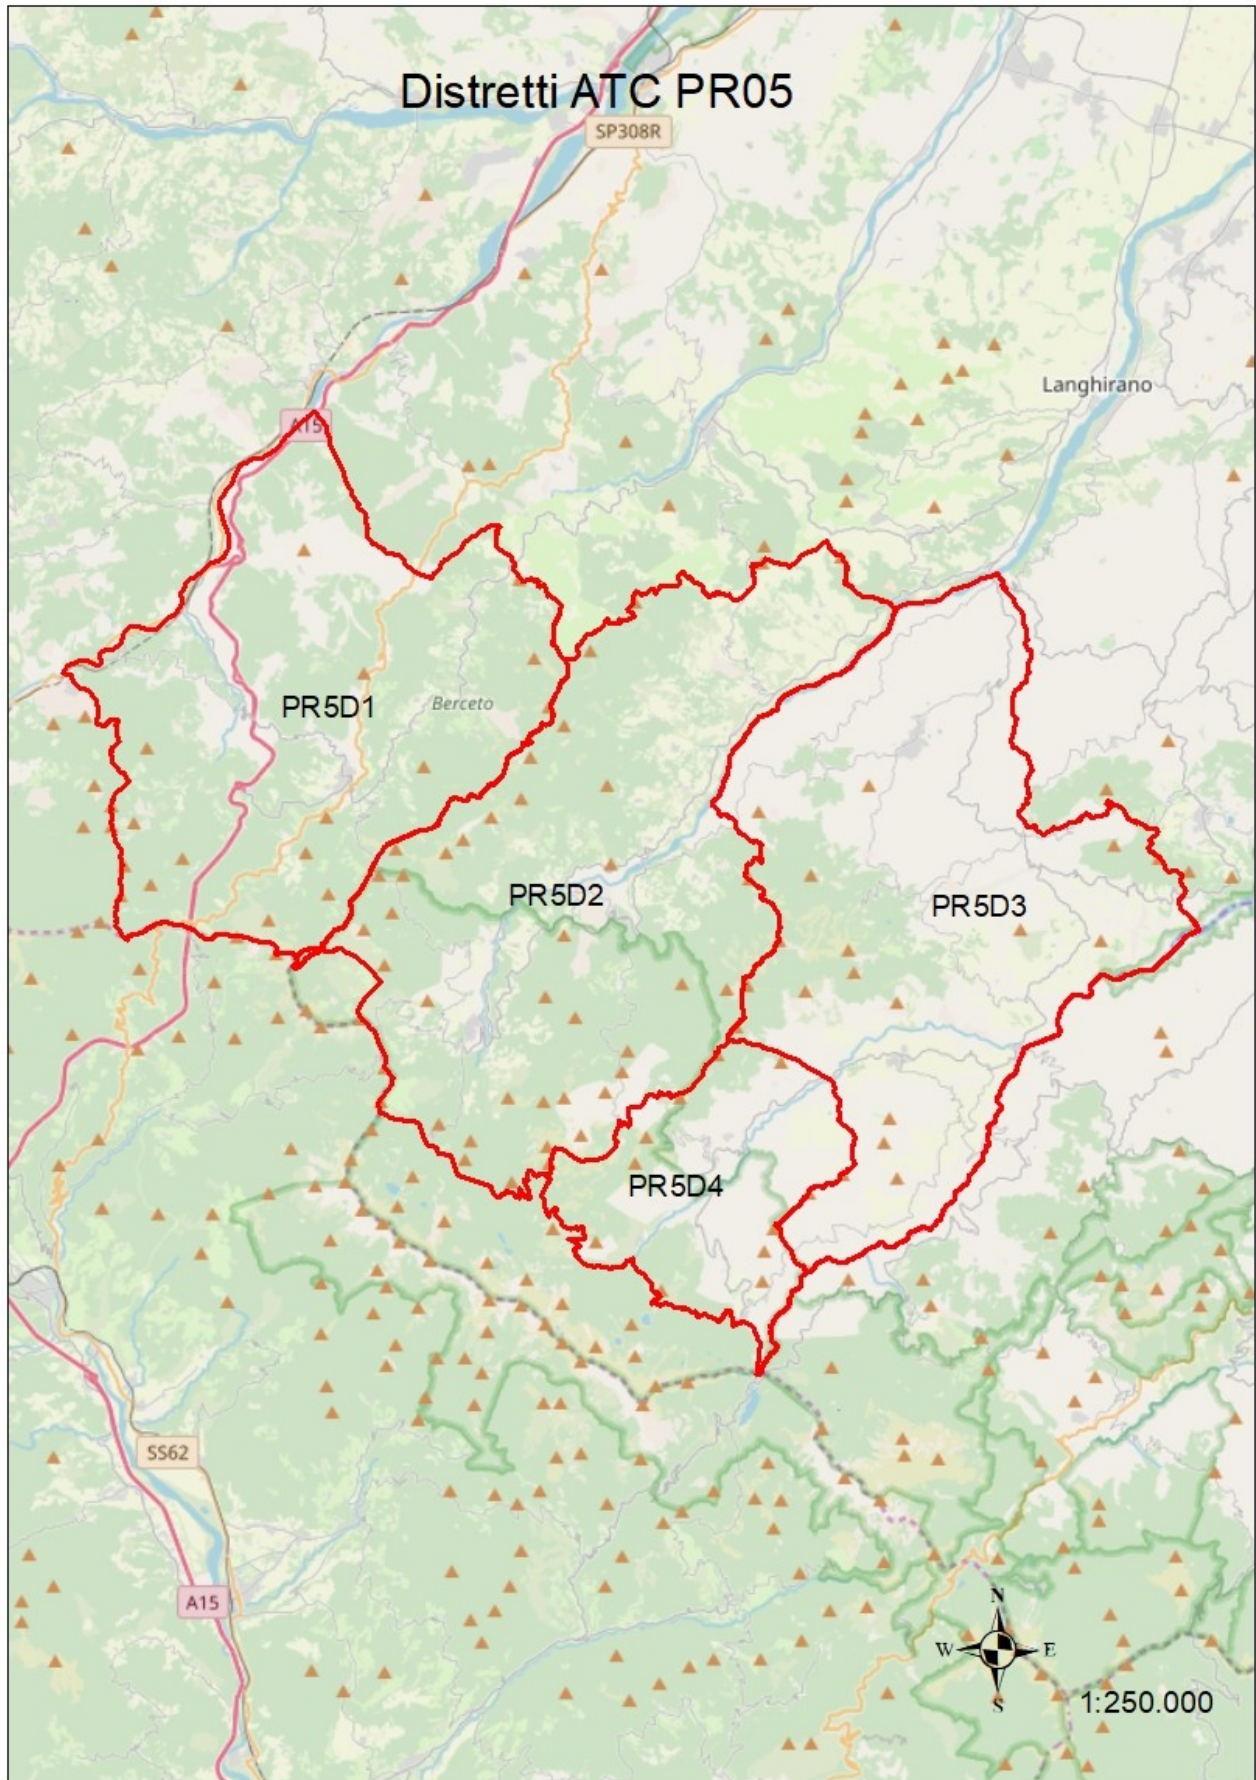 Distretti ATC PR05
SP308R
Langhirano
A15
PR5D1
Berceto
PR5D2
PR5D3
PR5D4
SS62
A15
N
W
E
S
1:250.000